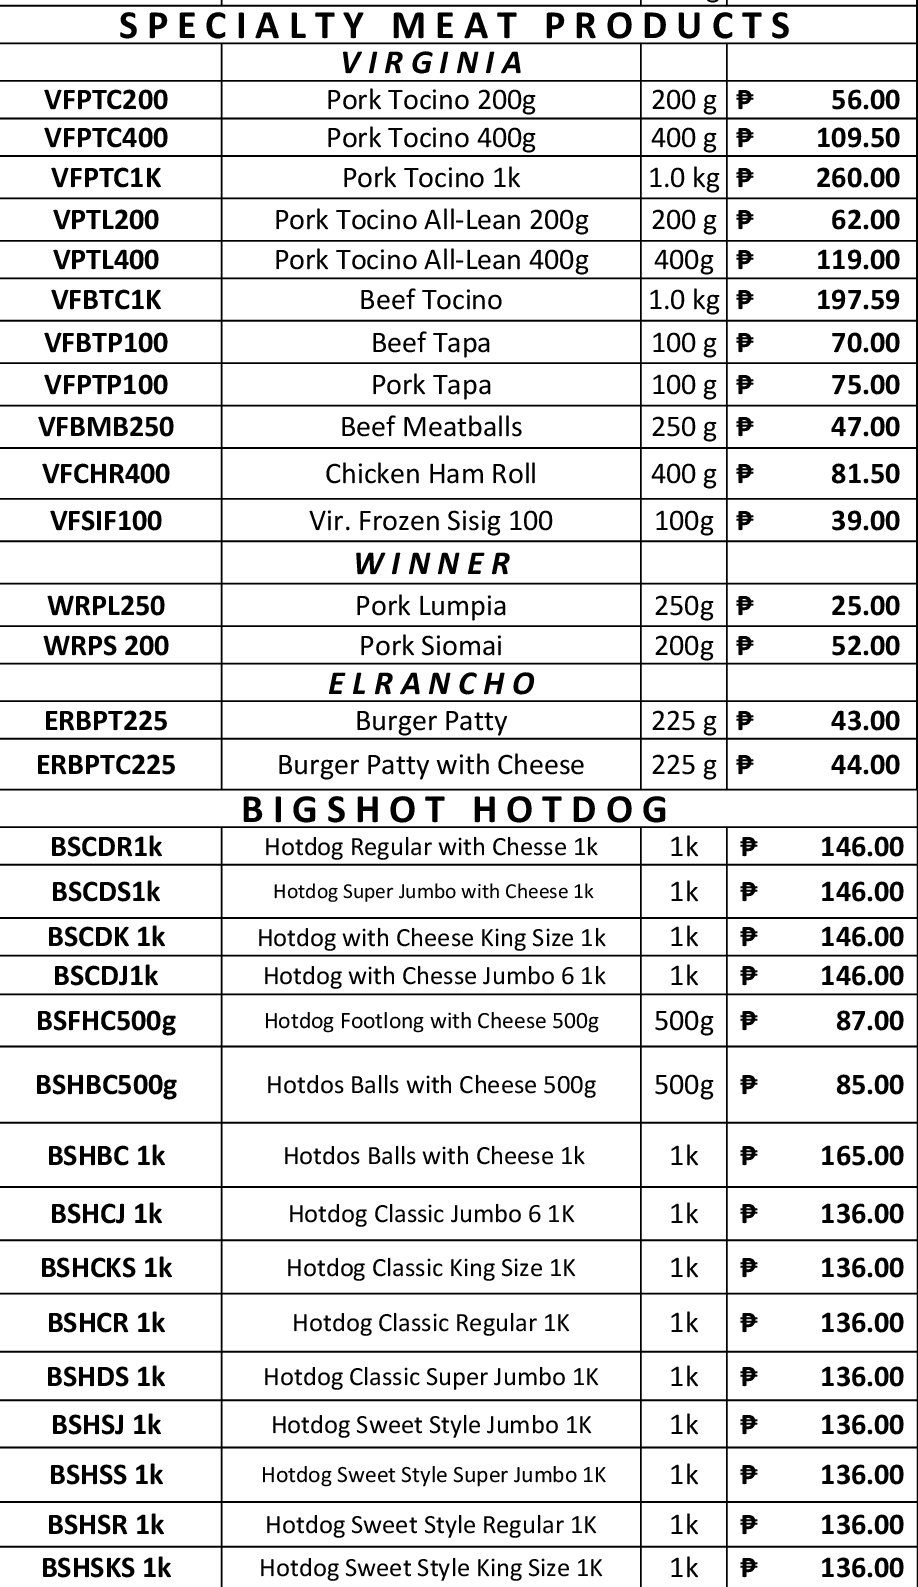 SPECIALTY MEAT PRODUCTS
VIRGINIA
VFPTC200 Pork Tocino 200g 200 g ₱ 56.00
VFPTC400 Pork Tocino 400g 400 g ₱ 109.50
VFPTC1K Pork Tocino 1k 1.0 kg ₱ 260.00
VPTL200 Pork Tocino All-Lean 200g 200 g ₱ 62.00
VPTL400 Pork Tocino All-Lean 400g 400g ₱ 119.00
VFBTC1K Beef Tocino 1.0 kg ₱ 197.59
VFBTP100 Beef Tapa 100 g ₱ 70.00
VFPTP100 Pork Tapa 100 g ₱ 75.00
VFBMB250 Beef Meatballs 250 g ₱ 47.00
VFCHR400 Chicken Ham Roll 400 g ₱ 81.50
VFSIF100 Vir. Frozen Sisig 100 100g ₱ 39.00
WINNER
WRPL250 Pork Lumpia 250g ₱ 25.00
WRPS 200 Pork Siomai 200g ₱ 52.00
ELRANCHO
ERBPT225 Burger Patty 225 g ₱ 43.00
ERBPTC225 Burger Patty with Cheese 225 g ₱ 44.00
BIGSHOT HOTDOG
BSCDR1k Hotdog Regular with Chesse 1k 1k ₱ 146.00
BSCDS1k Hotdog Super Jumbo with Cheese 1k 1k ₱ 146.00
BSCDK 1k Hotdog with Cheese King Size 1k 1k ₱ 146.00
BSCDJ1k Hotdog with Chesse Jumbo 6 1k 1k ₱ 146.00
BSFHC500g Hotdog Footlong with Cheese 500g 500g ₱ 87.00
BSHBC500g Hotdos Balls with Cheese 500g 500g ₱ 85.00
BSHBC 1k Hotdos Balls with Cheese 1k 1k ₱ 165.00
BSHCJ 1k Hotdog Classic Jumbo 6 1K 1k ₱ 136.00
BSHCKS 1k Hotdog Classic King Size 1K 1k ₱ 136.00
BSHCR 1k Hotdog Classic Regular 1K 1k ₱ 136.00
BSHDS 1k Hotdog Classic Super Jumbo 1K 1k ₱ 136.00
BSHSJ 1k Hotdog Sweet Style Jumbo 1K 1k ₱ 136.00
BSHSS 1k Hotdog Sweet Style Super Jumbo 1K 1k ₱ 136.00
BSHSR 1k Hotdog Sweet Style Regular 1K 1k ₱ 136.00
BSHSKS 1k Hotdog Sweet Style King Size 1K 1k ₱ 136.00